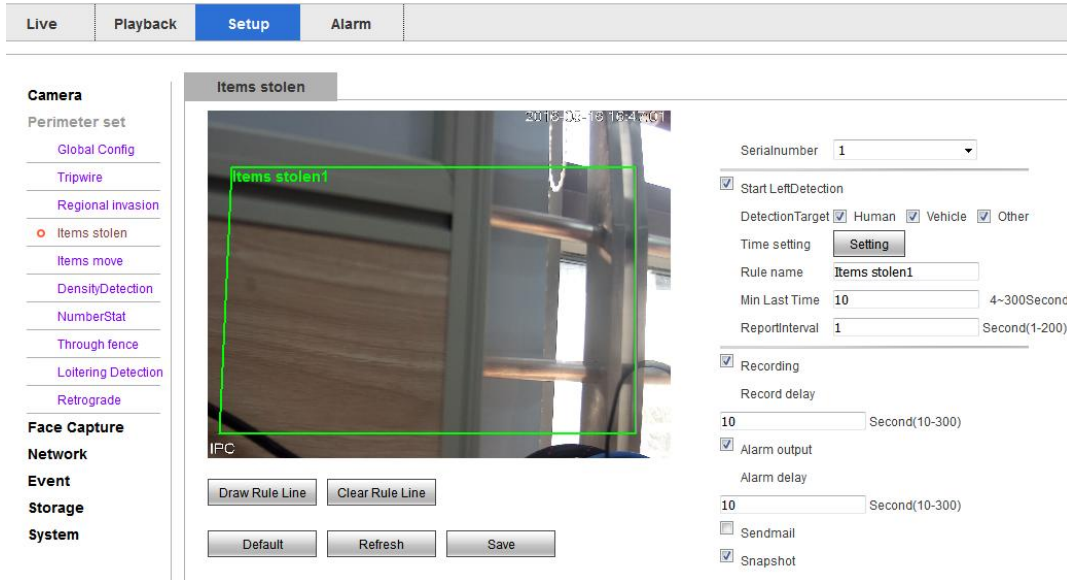 Live Playback Setup Alarm
Items stolen
Camera
Perimeter set
Global Config
Tripwire
Regional invasion
Items stolen
Items move
DensityDetection
NumberStat
Through fence
Loitering Detection
Retrograde
Face Capture
Network
Event
Storage
System
Items stolen1
IPC
Draw Rule Line Clear Rule Line
Default Refresh Save
Serialnumber 1
Start LeftDetection
DetectionTarget Human Vehicle Other
Time setting Setting
Rule name Items stolen1
Min Last Time 10 4~300Second
ReportInterval 1 Second(1-200)
Recording
Record delay
10 Second(10-300)
Alarm output
Alarm delay
10 Second(10-300)
Sendmail
Snapshot